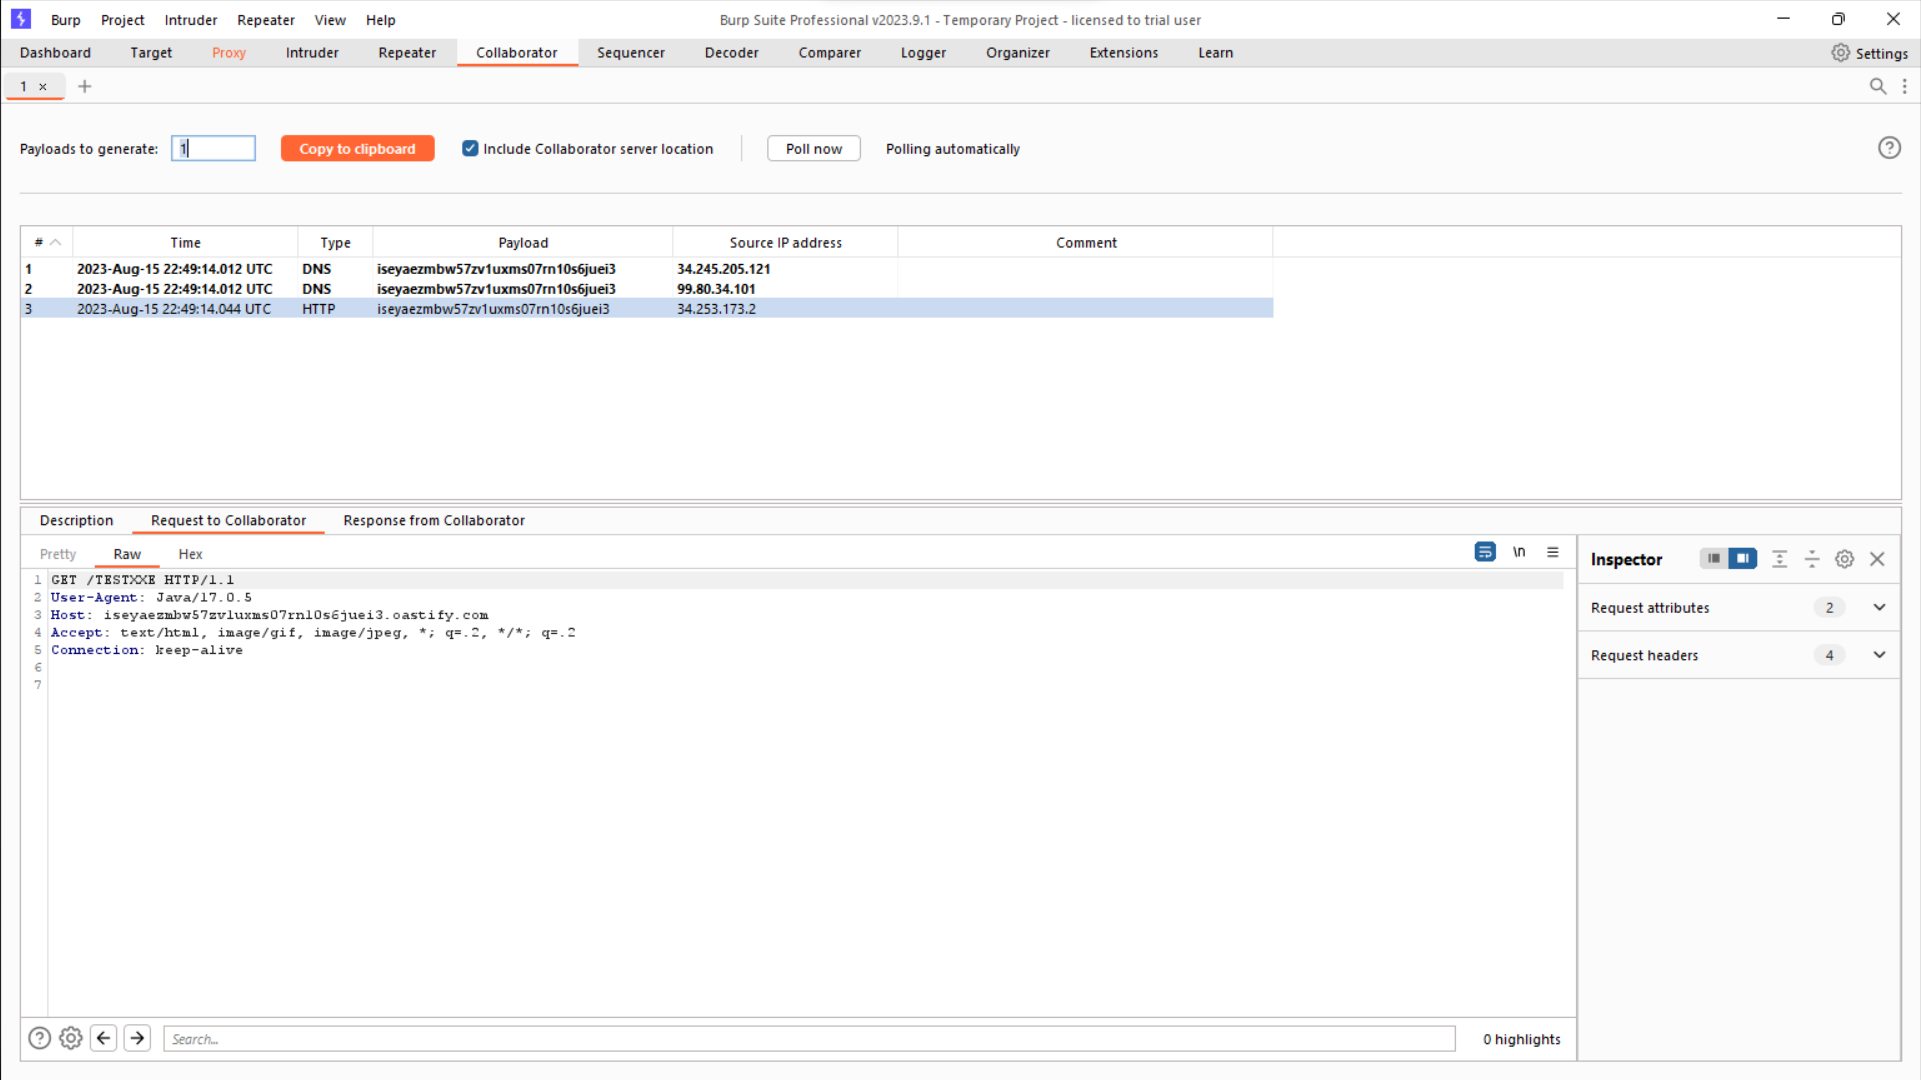 Burp Project Intruder Repeater View Help Burp Suite Professional v2023.9.1 - Temporary Project - licensed to trial user
Dashboard Target Proxy Intruder Repeater Collaborator Sequencer Decoder Comparer Logger Organizer Extensions Learn Settings
1 × +
Payloads to generate: 1 Copy to clipboard Include Collaborator server location Poll now Polling automatically ?
# Time Type Payload Source IP address Comment
1 2023-Aug-15 22:49:14.012 UTC DNS iseyaezmbw57zv1uxms07rn10s6juei3 34.245.205.121
2 2023-Aug-15 22:49:14.012 UTC DNS iseyaezmbw57zv1uxms07rn10s6juei3 99.80.34.101
3 2023-Aug-15 22:49:14.044 UTC HTTP iseyaezmbw57zv1uxms07rn10s6juei3 34.253.173.2
Description Request to Collaborator Response from Collaborator
Pretty Raw Hex \n
Inspector
1 GET /TESTXXE HTTP/1.1
2 User-Agent: Java/17.0.5
3 Host: iseyaezmbw57zv1uxms07rn10s6juei3.oastify.com
4 Accept: text/html, image/gif, image/jpeg, *; q=.2, */*; q=.2
5 Connection: keep-alive
6
7
Request attributes 2
Request headers 4
? Search... 0 highlights